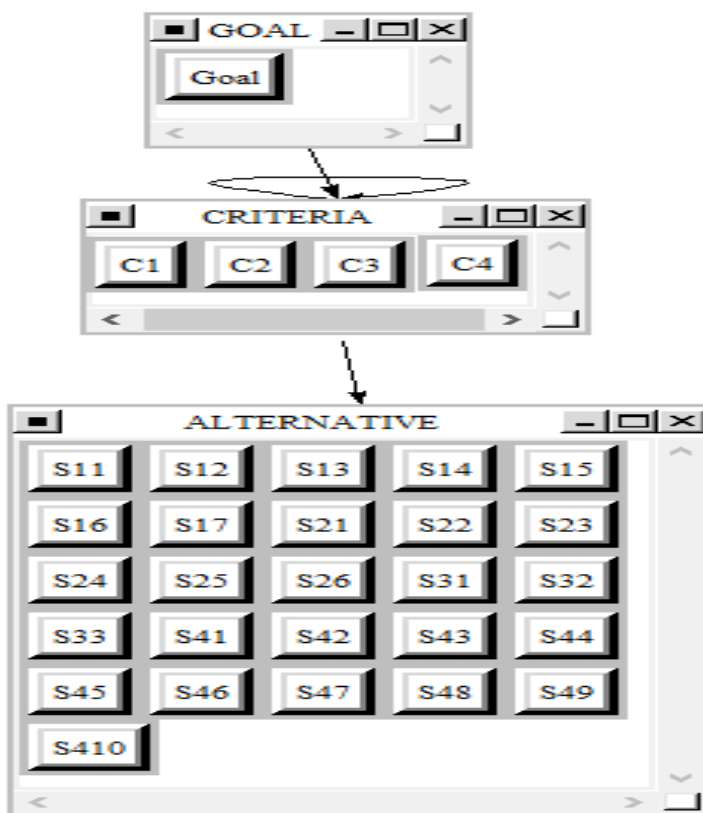 GOAL
Goal
CRITERIA
C1 C2 C3 C4
ALTERNATIVE
S11 S12 S13 S14 S15
S16 S17 S21 S22 S23
S24 S25 S26 S31 S32
S33 S41 S42 S43 S44
S45 S46 S47 S48 S49
S410